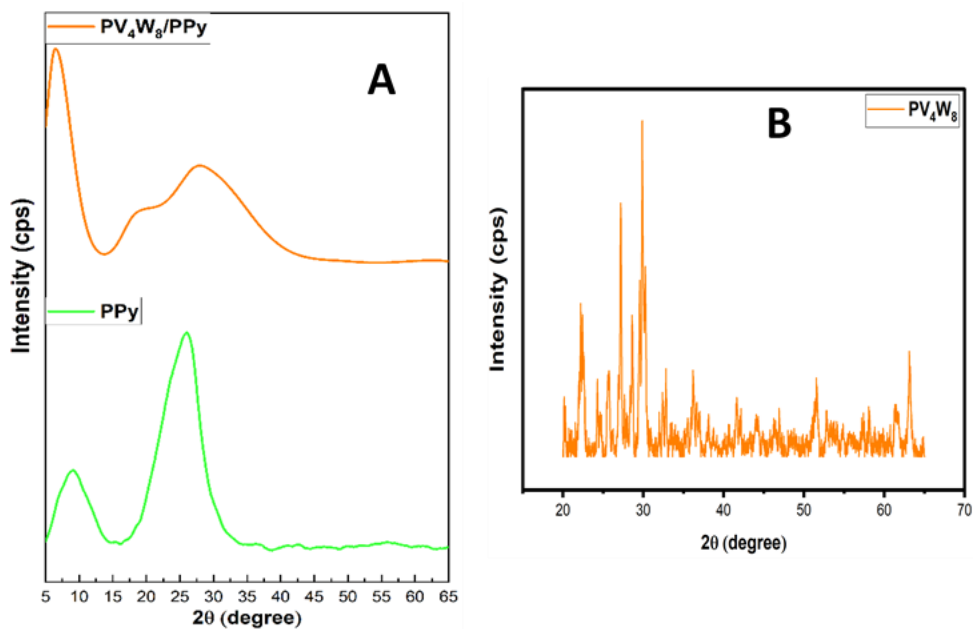 PV₄W₈/PPy
A
PPy
Intensity (cps)
5 10 15 20 25 30 35 40 45 50 55 60 65
2θ (degree)
B
PV₄W₈
Intensity (cps)
20 30 40 50 60 70
2θ (degree)